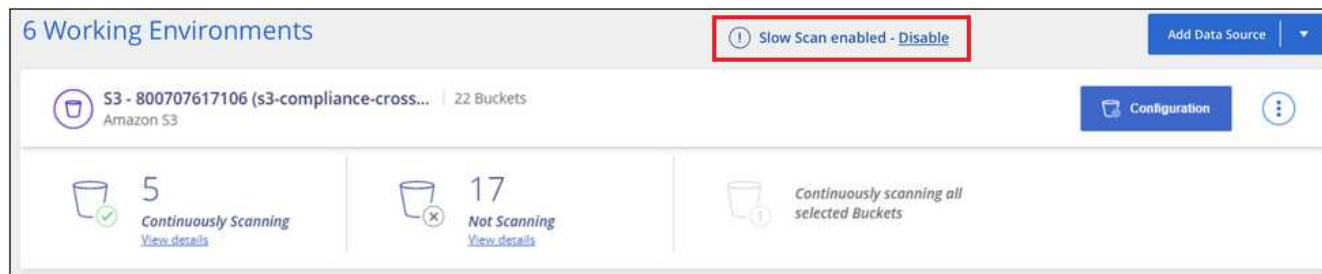 6 Working Environments
Slow Scan enabled - Disable
Add Data Source
S3 - 800707617106 (s3-compliance-cross... 22 Buckets
Amazon S3
Configuration
5
Continuously Scanning
View details
17
Not Scanning
View details
Continuously scanning all
selected Buckets